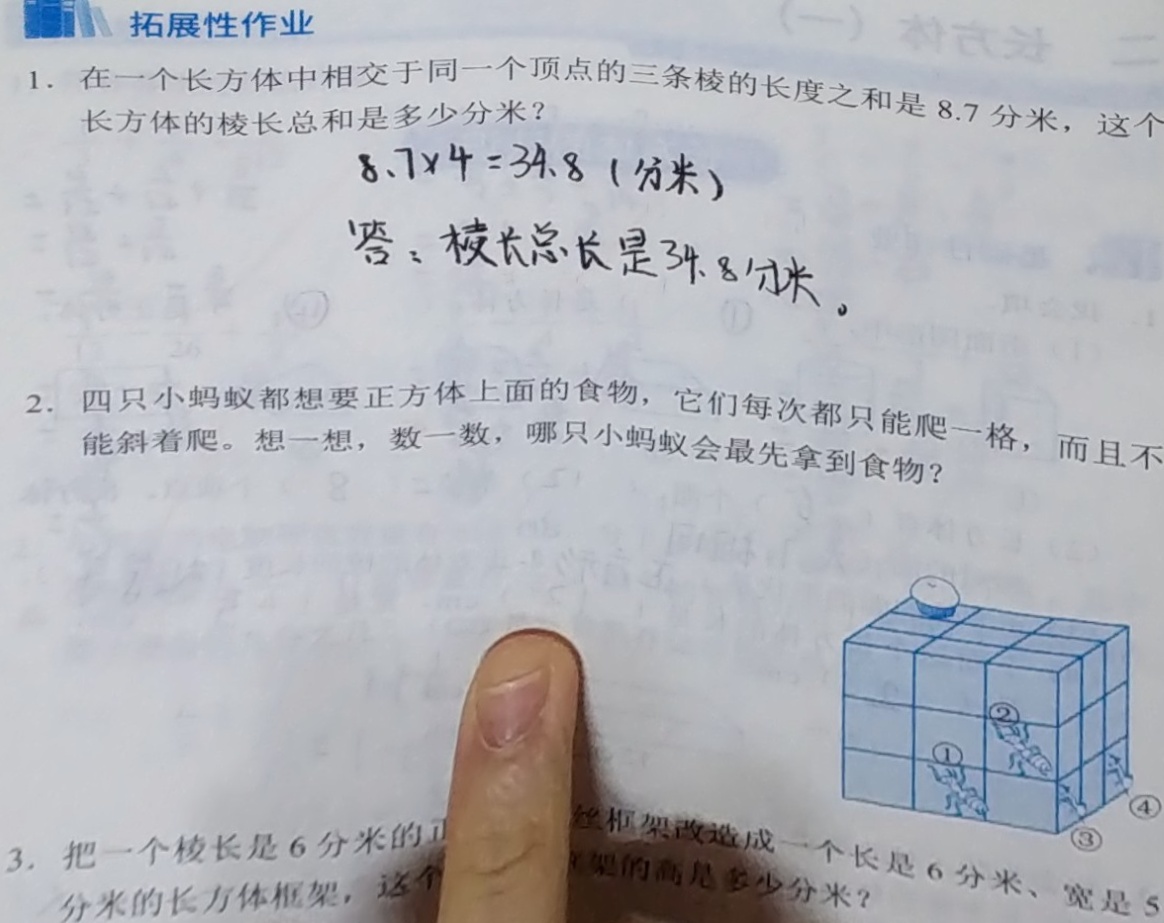 拓展性作业
二 长方体（一）
1. 在一个长方体中相交于同一个顶点的三条棱的长度之和是 8.7 分米，这个
长方体的棱长总和是多少分米？
8.7×4=34.8（分米）
答：棱长总长是34.8分米。
2. 四只小蚂蚁都想要正方体上面的食物，它们每次都只能爬一格，而且不
能斜着爬。想一想，数一数，哪只小蚂蚁会最先拿到食物？
②
①
④
③
3. 把一个棱长是 6 分米的正 丝框架改造成一个长是 6 分米、宽是 5
分米的长方体框架，这个 框架的高是多少分米？